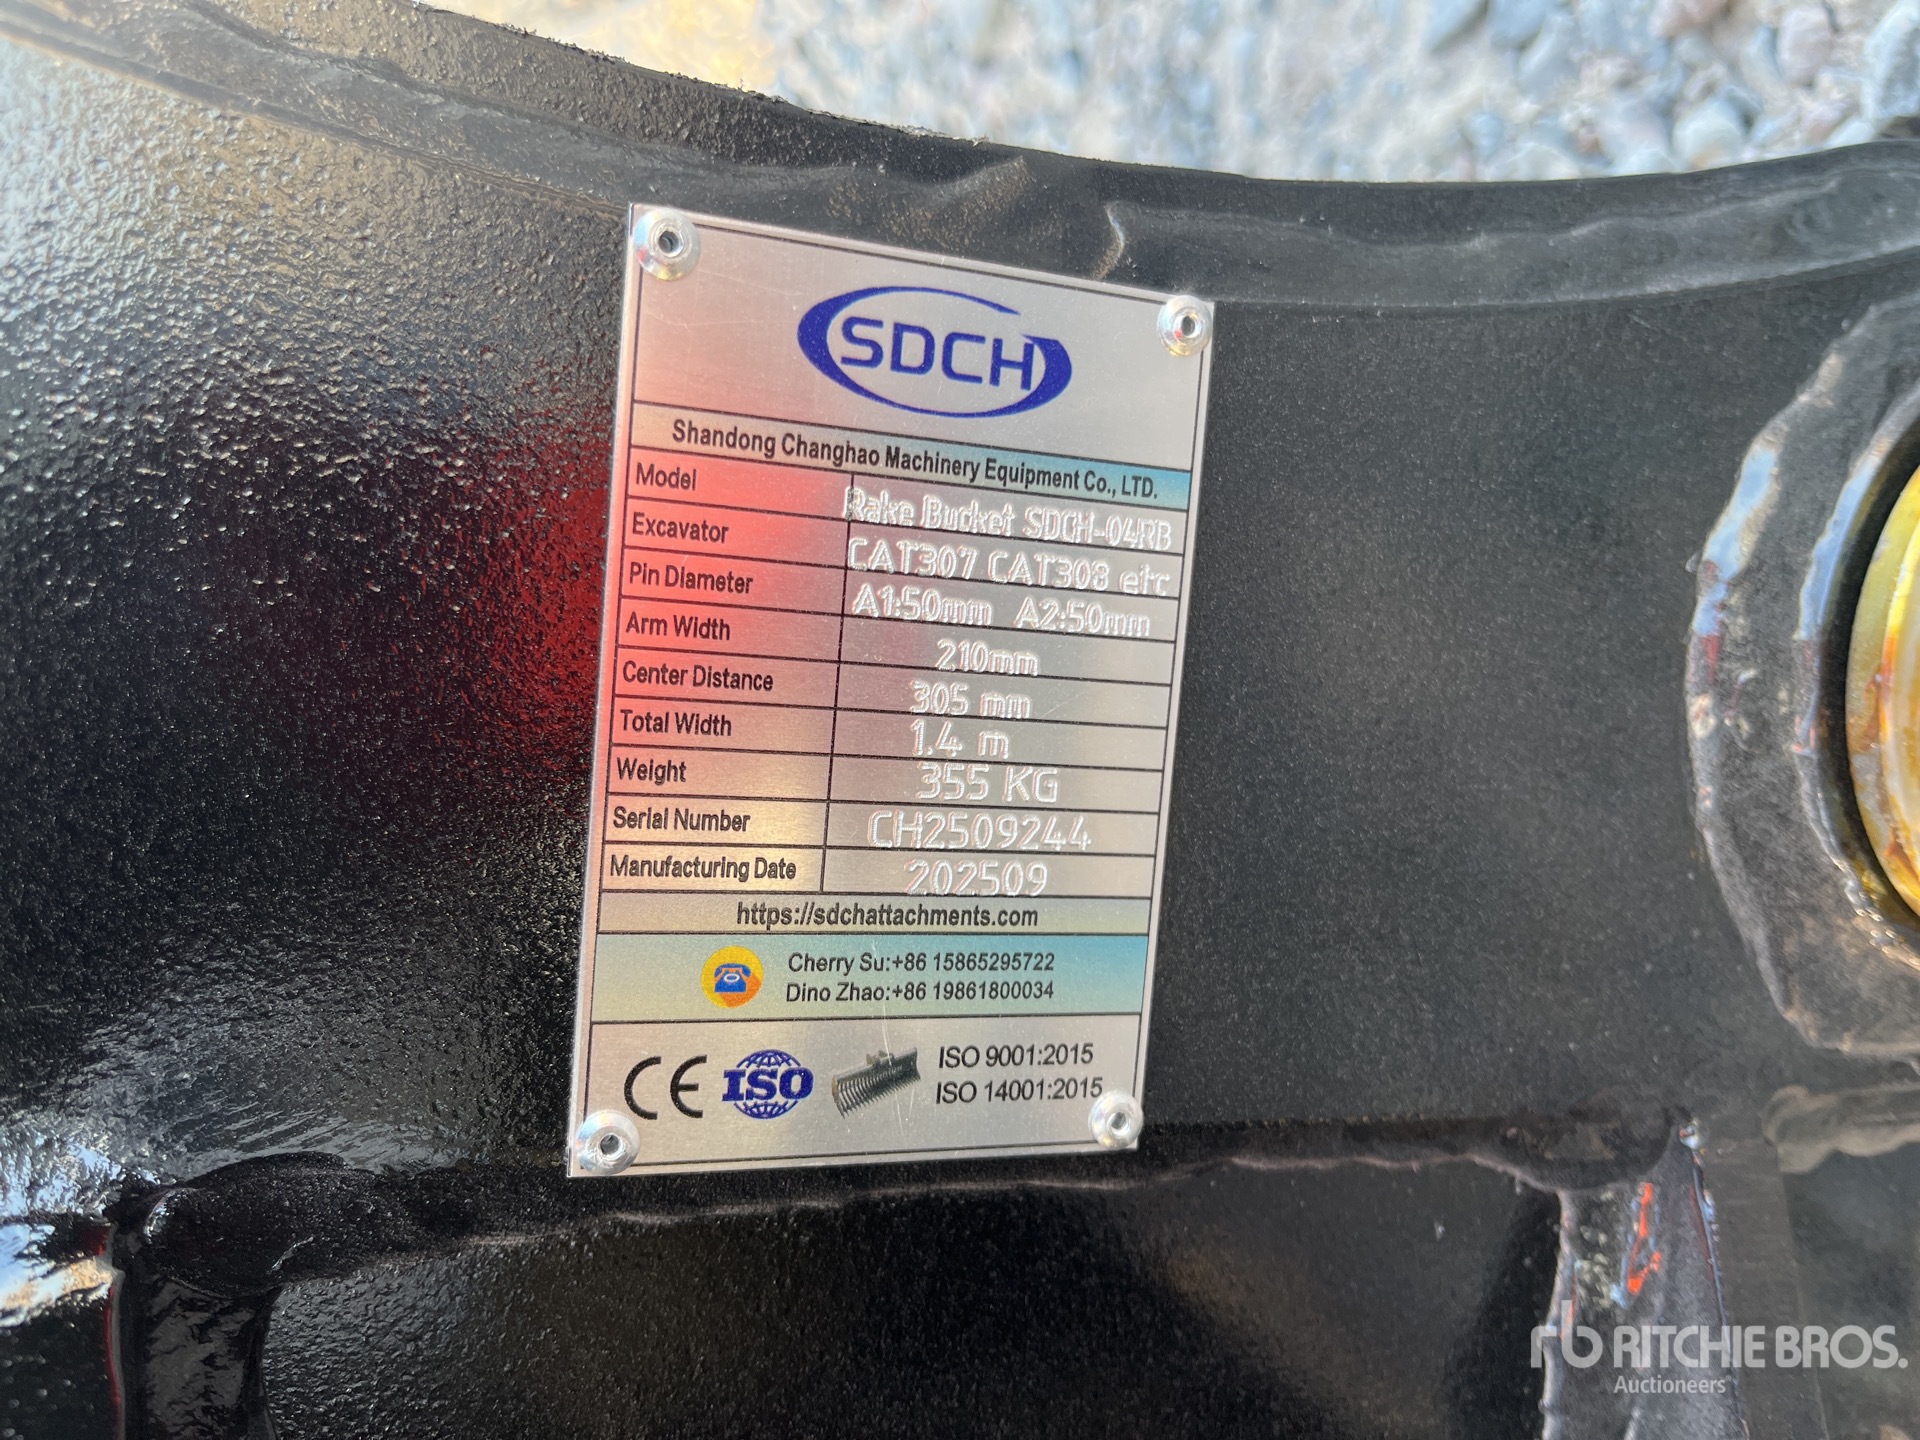 SDCH
Shandong Changhao Machinery Equipment Co., LTD.
Model Rake Bucket SDCH-04RB
Excavator CAT307 CAT308 etc
Pin Diameter A1:50mm A2:50mm
Arm Width 210mm
Center Distance 305 mm
Total Width 1.4 m
Weight 355 KG
Serial Number CH2509244
Manufacturing Date 202509
https://sdchattachments.com
Cherry Su:+86 15865295722
Dino Zhao:+86 19861800034
CE ISO ISO 9001:2015
ISO 14001:2015
rb RITCHIE BROS.
Auctioneers